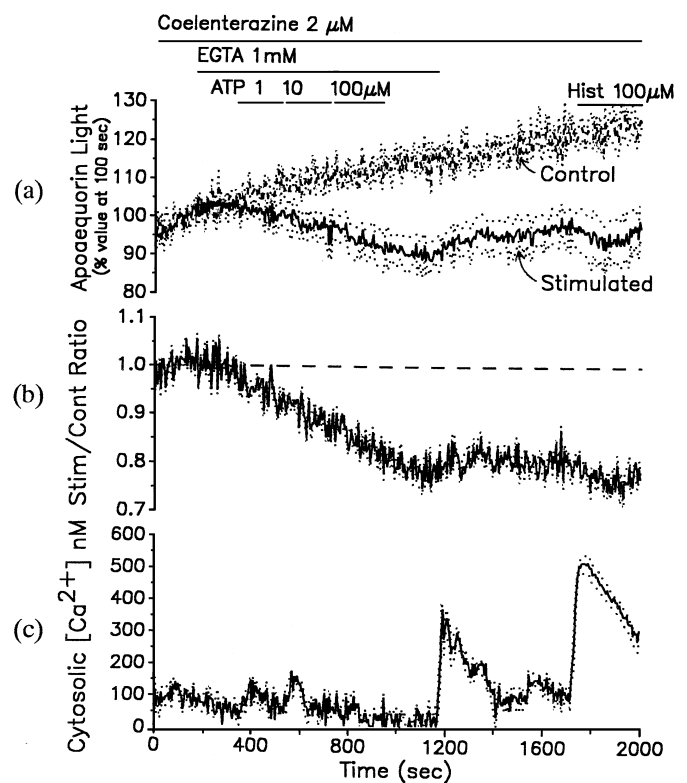 Coelenterazine 2 µM
EGTA 1mM
ATP 1 10 100µM
Hist 100µM
(a)
Apoaequorin Light
(% value at 100 sec)
130
120
110
100
90
80
Control
Stimulated
(b)
Stim/Cont Ratio
1.1
1.0
0.9
0.8
0.7
(c)
Cytosolic [Ca2+] nM
600
500
400
300
200
100
0
0 400 800 1200 1600 2000
Time (sec)